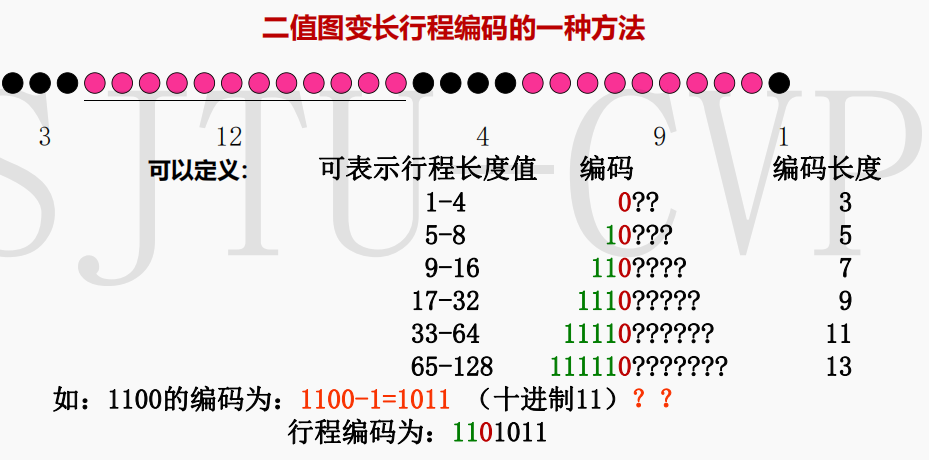 二值图变长行程编码的一种方法
3 12 4 9 1
可以定义: 可表示行程长度值 编码 编码长度
1-4 0?? 3
5-8 10??? 5
9-16 110???? 7
17-32 1110????? 9
33-64 11110?????? 11
65-128 111110??????? 13
如: 1100的编码为: 1100-1=1011 （十进制11）? ?
行程编码为: 1101011
SJTU-CVP